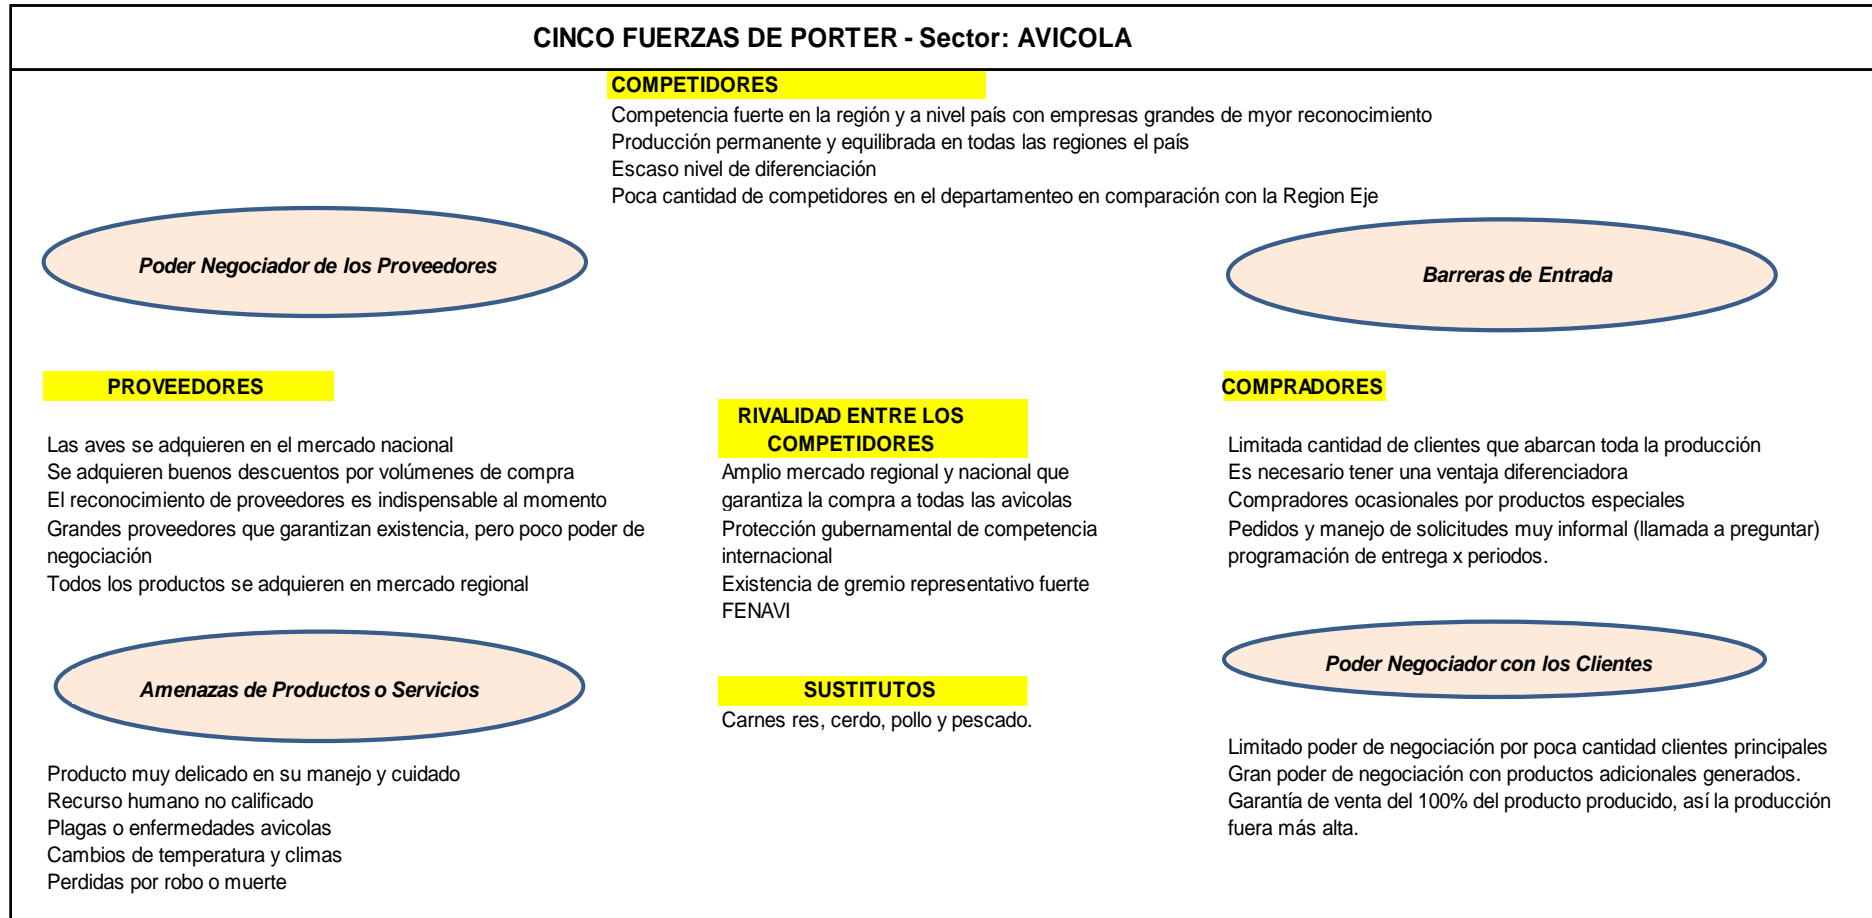 CINCO FUERZAS DE PORTER - Sector: AVICOLA
COMPETIDORES
Competencia fuerte en la región y a nivel país con empresas grandes de myor reconocimiento
Producción permanente y equilibrada en todas las regiones el país
Escaso nivel de diferenciación
Poca cantidad de competidores en el departamenteo en comparación con la Region Eje
Poder Negociador de los Proveedores
Barreras de Entrada
PROVEEDORES
Las aves se adquieren en el mercado nacional
Se adquieren buenos descuentos por volúmenes de compra
El reconocimiento de proveedores es indispensable al momento
Grandes proveedores que garantizan existencia, pero poco poder de
negociación
Todos los productos se adquieren en mercado regional
RIVALIDAD ENTRE LOS
COMPETIDORES
Amplio mercado regional y nacional que
garantiza la compra a todas las avicolas
Protección gubernamental de competencia
internacional
Existencia de gremio representativo fuerte
FENAVI
COMPRADORES
Limitada cantidad de clientes que abarcan toda la producción
Es necesario tener una ventaja diferenciadora
Compradores ocasionales por productos especiales
Pedidos y manejo de solicitudes muy informal (llamada a preguntar)
programación de entrega x periodos.
Amenazas de Productos o Servicios
Producto muy delicado en su manejo y cuidado
Recurso humano no calificado
Plagas o enfermedades avicolas
Cambios de temperatura y climas
Perdidas por robo o muerte
SUSTITUTOS
Carnes res, cerdo, pollo y pescado.
Poder Negociador con los Clientes
Limitado poder de negociación por poca cantidad clientes principales
Gran poder de negociación con productos adicionales generados.
Garantía de venta del 100% del producto producido, así la producción
fuera más alta.